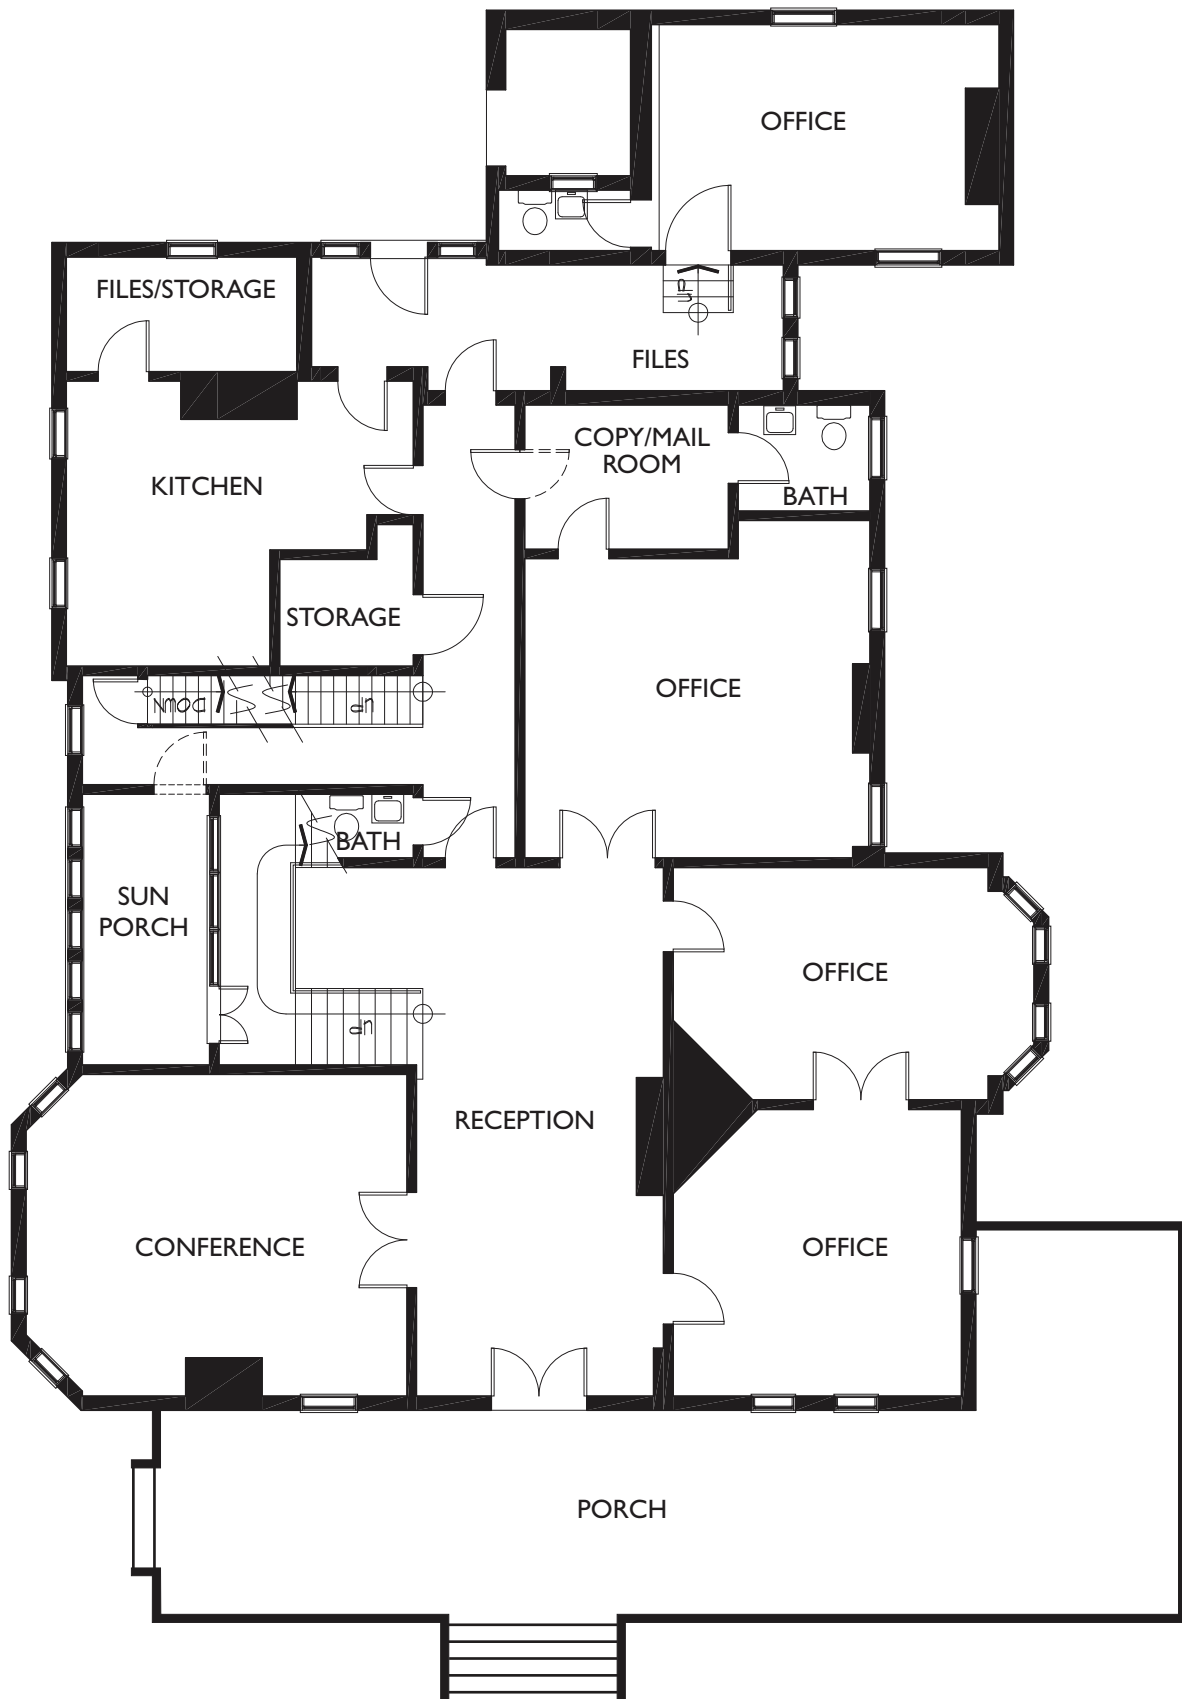 OFFICE
FILES/STORAGE
up
FILES
COPY/MAIL
ROOM
KITCHEN
BATH
STORAGE
OFFICE
DOWN
UP
BATH
SUN
PORCH
OFFICE
up
RECEPTION
CONFERENCE
OFFICE
PORCH